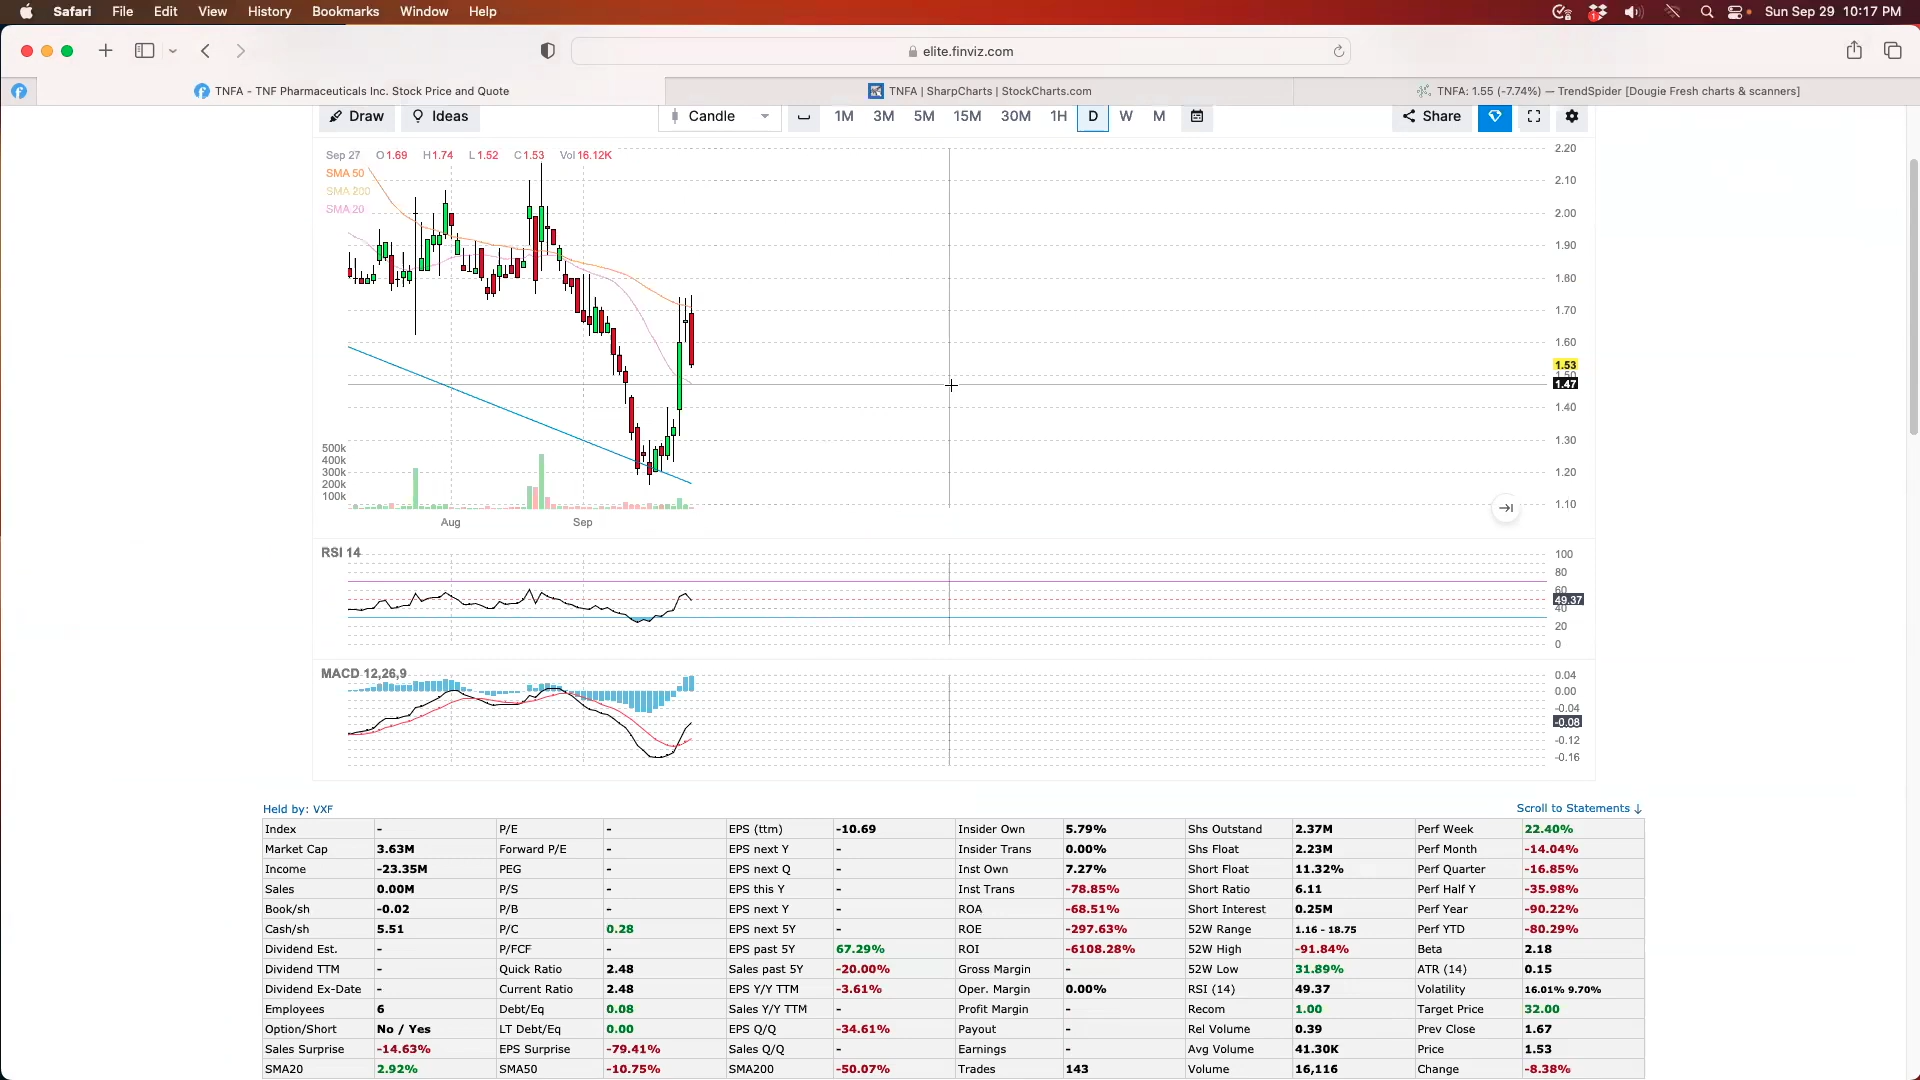 Safari File Edit View History Bookmarks Window Help 1 Sun Sep 29 10:17 PM
elite.finviz.com
TNFA - TNF Pharmaceuticals Inc. Stock Price and Quote TNFA | SharpCharts | StockCharts.com TNFA: 1.55 (-7.74%) — TrendSpider [Dougie Fresh charts & scanners]
Draw Ideas Candle 1M 3M 5M 15M 30M 1H D W M Share
Sep 27 O1.69 H1.74 L1.52 C1.53 Vol16.12K
SMA 50
SMA 200
SMA 20
2.20
2.10
2.00
1.90
1.80
1.70
1.60
1.53
1.50
1.47
1.40
1.30
1.20
1.10
500k
400k
300k
200k
100k
Aug Sep
RSI 14
100
80
60
49.37
40
20
0
MACD 12,26,9
0.04
0.00
-0.04
-0.08
-0.12
-0.16
Held by: VXF Scroll to Statements ↓
Index - P/E - EPS (ttm) -10.69 Insider Own 5.79% Shs Outstand 2.37M Perf Week 22.40%
Market Cap 3.63M Forward P/E - EPS next Y - Insider Trans 0.00% Shs Float 2.23M Perf Month -14.04%
Income -23.35M PEG - EPS next Q - Inst Own 7.27% Short Float 11.32% Perf Quarter -16.85%
Sales 0.00M P/S - EPS this Y - Inst Trans -78.85% Short Ratio 6.11 Perf Half Y -35.98%
Book/sh -0.02 P/B - EPS next Y - ROA -68.51% Short Interest 0.25M Perf Year -90.22%
Cash/sh 5.51 P/C 0.28 EPS next 5Y - ROE -297.63% 52W Range 1.16 - 18.75 Perf YTD -80.29%
Dividend Est. - P/FCF - EPS past 5Y 67.29% ROI -6108.28% 52W High -91.84% Beta 2.18
Dividend TTM - Quick Ratio 2.48 Sales past 5Y -20.00% Gross Margin - 52W Low 31.89% ATR (14) 0.15
Dividend Ex-Date - Current Ratio 2.48 EPS Y/Y TTM -3.61% Oper. Margin 0.00% RSI (14) 49.37 Volatility 16.01% 9.70%
Employees 6 Debt/Eq 0.08 Sales Y/Y TTM - Profit Margin - Recom 1.00 Target Price 32.00
Option/Short No / Yes LT Debt/Eq 0.00 EPS Q/Q -34.61% Payout - Rel Volume 0.39 Prev Close 1.67
Sales Surprise -14.63% EPS Surprise -79.41% Sales Q/Q - Earnings - Avg Volume 41.30K Price 1.53
SMA20 2.92% SMA50 -10.75% SMA200 -50.07% Trades 143 Volume 16,116 Change -8.38%